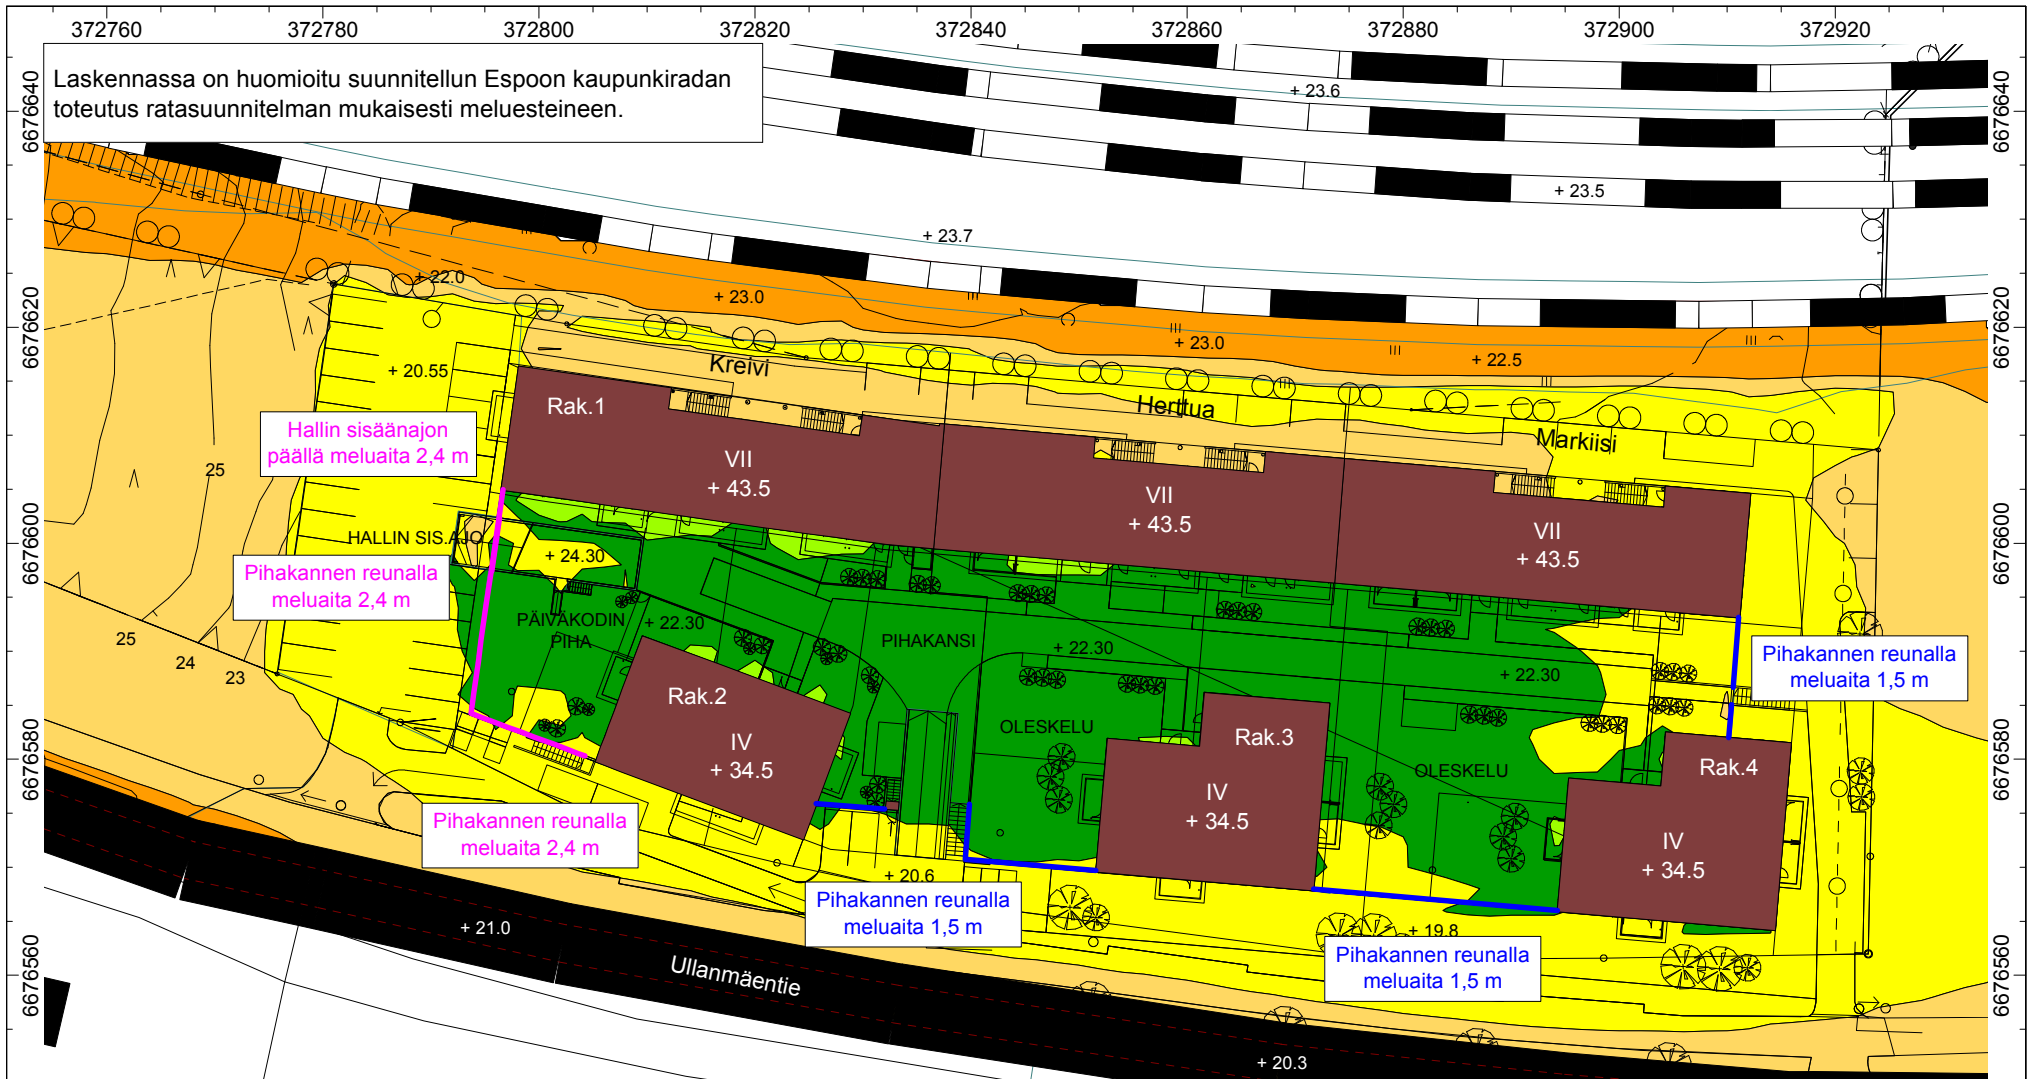 372760 372780 372800 372820 372840 372860 372880 372900 372920
Laskennassa on huomioitu suunnitellun Espoon kaupunkiradan
toteutus ratasuunnitelman mukaisesti meluesteineen.
6676640
6676640
+ 23.6
+ 23.5
+ 23.7
+ 22.0
+ 23.0
+ 23.0
+ 22.5
6676620
6676620
+ 20.55
Kreivi
Herttua
Markiisi
Rak.1
Hallin sisäänajon
päällä meluaita 2,4 m
25
VII
+ 43.5
VII
+ 43.5
VII
+ 43.5
6676600
6676600
HALLIN SIS.AJO
+ 24.30
Pihakannen reunalla
meluaita 2,4 m
PÄIVÄKODIN
PIHA
+ 22.30
PIHAKANSI
+ 22.30
+ 22.30
25
24
23
Pihakannen reunalla
meluaita 1,5 m
Rak.2
IV
+ 34.5
OLESKELU
Rak.3
IV
+ 34.5
OLESKELU
Rak.4
IV
+ 34.5
6676580
6676580
Pihakannen reunalla
meluaita 2,4 m
+ 20.6
Pihakannen reunalla
meluaita 1,5 m
+ 19.8
Pihakannen reunalla
meluaita 1,5 m
+ 21.0
Ullanmäentie
6676560
6676560
+ 20.3